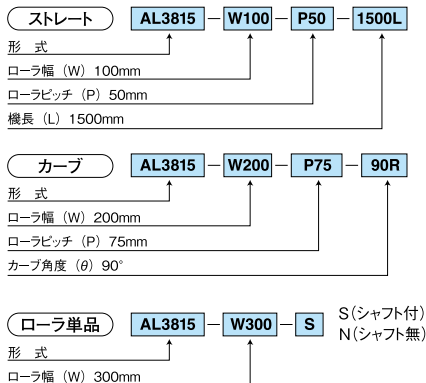 ストレート AL3815 － W100 － P50 － 1500L
形　式
ローラ幅（W）100mm
ローラピッチ（P）50mm
機長（L）1500mm
カーブ AL3815 － W200 － P75 － 90R
形　式
ローラ幅（W）200mm
ローラピッチ（P）75mm
カーブ角度（θ）90°
ローラ単品 AL3815 － W300 － S S（シャフト付）
N（シャフト無）
形　式
ローラ幅（W）300mm